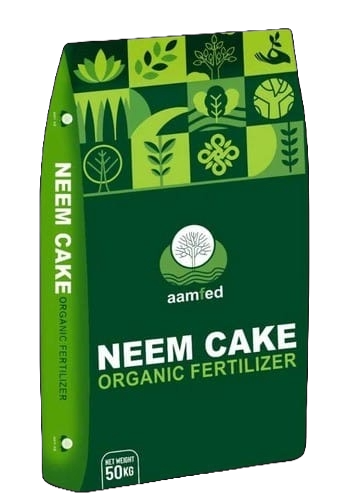 NEEM CAKE ORGANIC FERTILIZER
aamfed
NEEM CAKE
ORGANIC FERTILIZER
NET WEIGHT
50KG